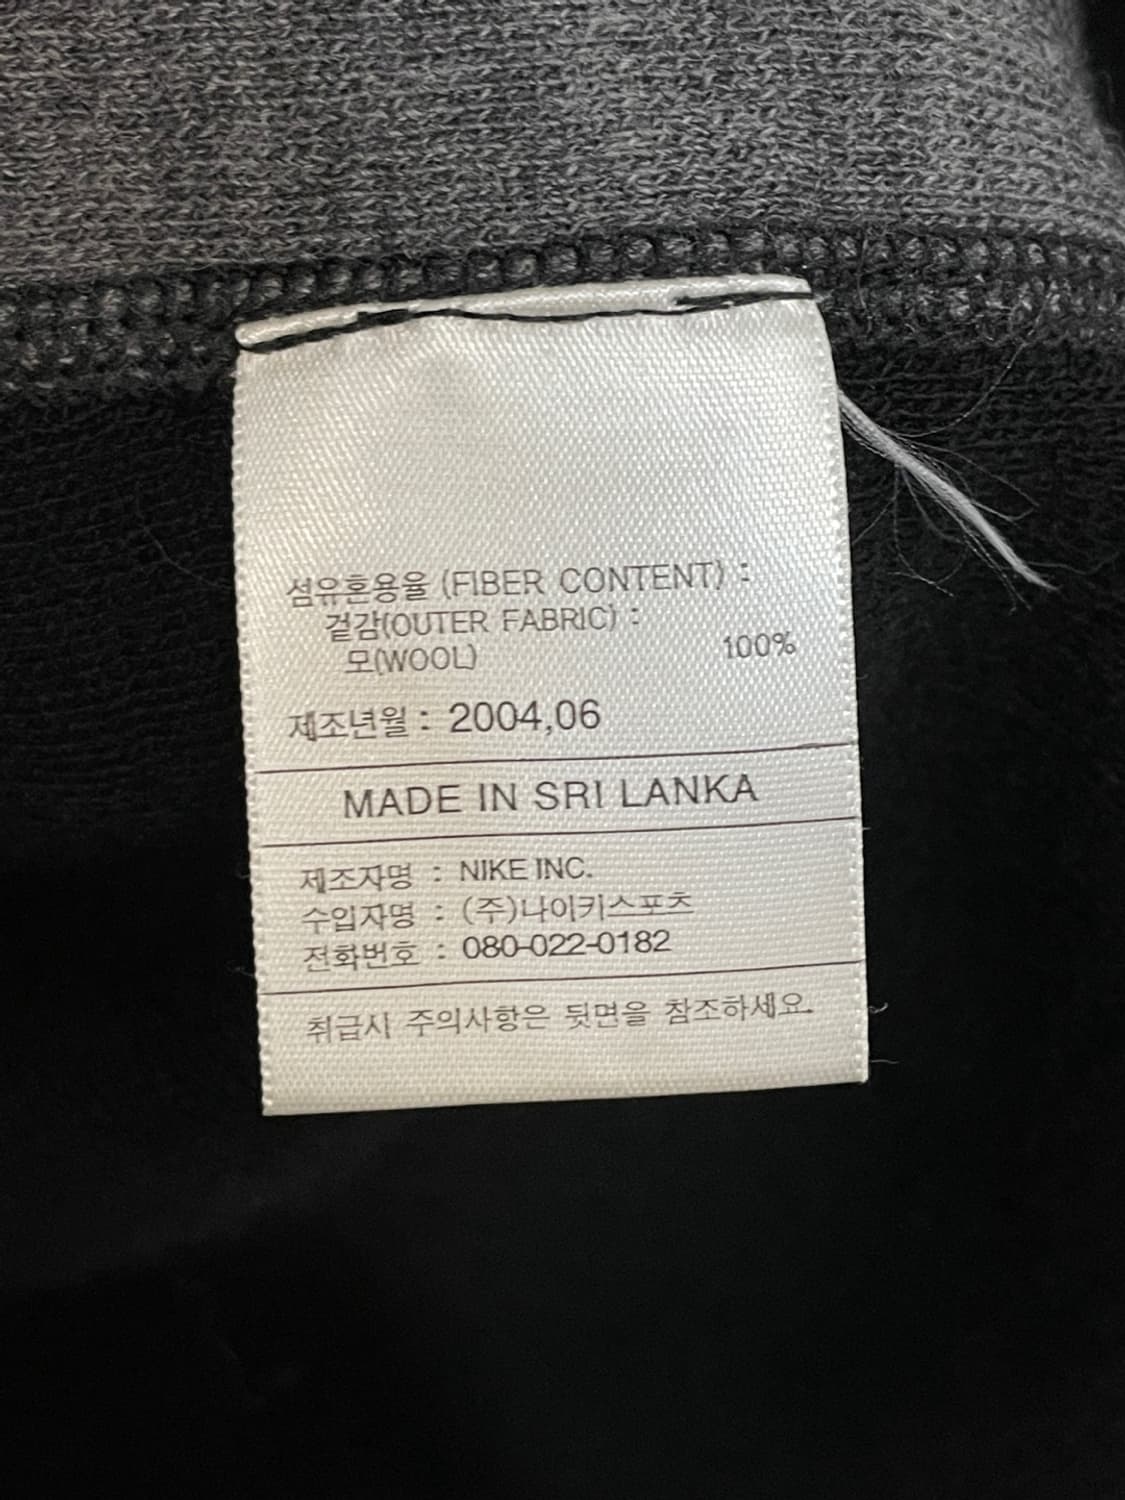 섬유혼용율 (FIBER CONTENT) :
겉감(OUTER FABRIC) :
모(WOOL) 100%
제조년월 : 2004,06
MADE IN SRI LANKA
제조자명 : NIKE INC.
수입자명 : (주)나이키스포츠
전화번호 : 080-022-0182
취급시 주의사항은 뒷면을 참조하세요.